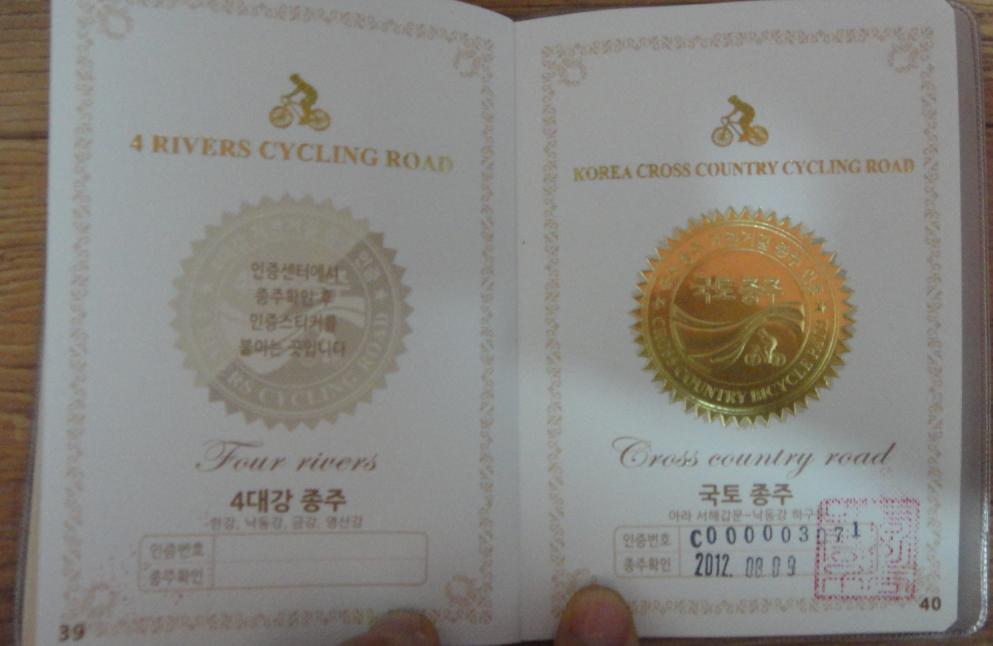 4 RIVERS CYCLING ROAD
인증센터에서
종주확인 후
인증스티커를
붙이는 곳입니다
RS CYCLING ROAD
Four rivers
4대강 종주
한강, 낙동강, 금강, 영산강
인증번호
종주확인
39
KOREA CROSS COUNTRY CYCLING ROAD
국토 종주
CROSS COUNTRY BICYCLE ROAD
Cross country road
국토 종주
아라 서해갑문~낙동강 하구
인증번호 C000003071
종주확인 2012. 08.09
40